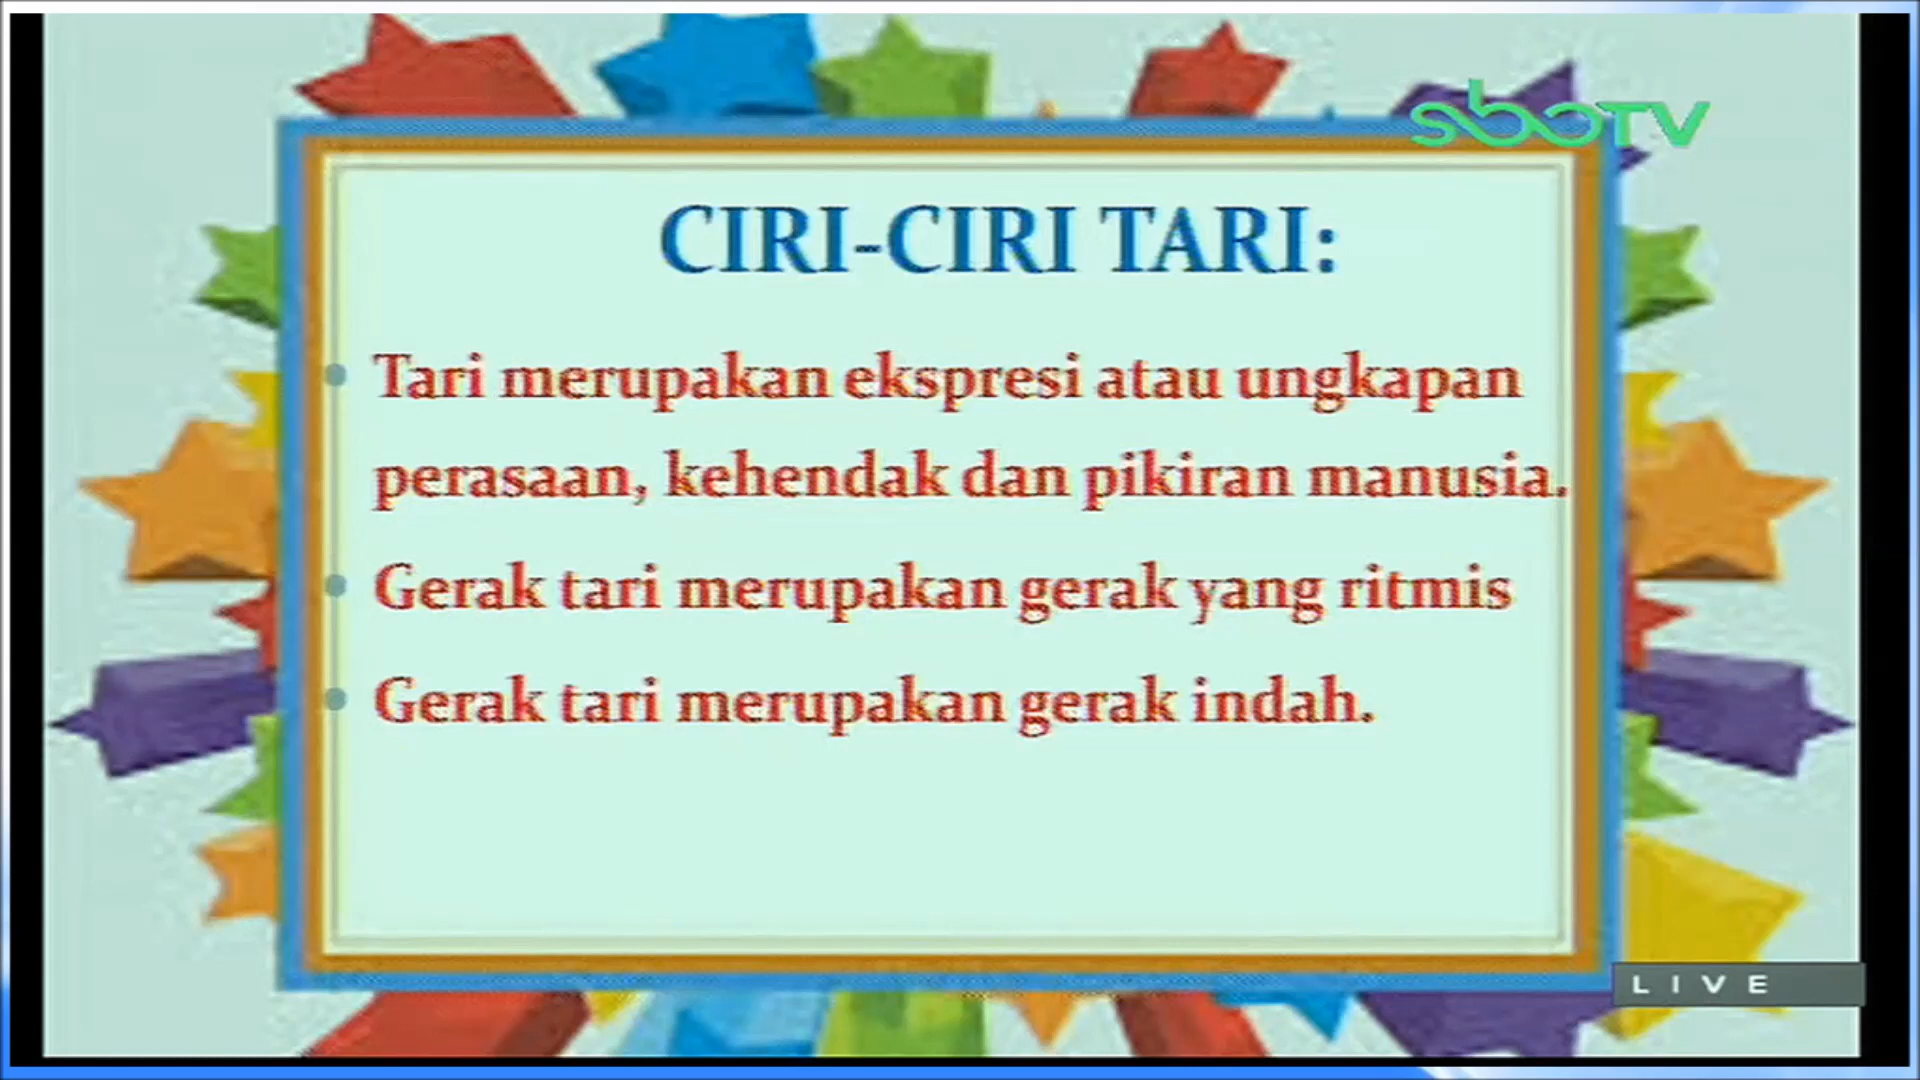 sboTV
CIRI-CIRI TARI:
Tari merupakan ekspresi atau ungkapan
perasaan, kehendak dan pikiran manusia.
Gerak tari merupakan gerak yang ritmis
Gerak tari merupakan gerak indah.
LIVE